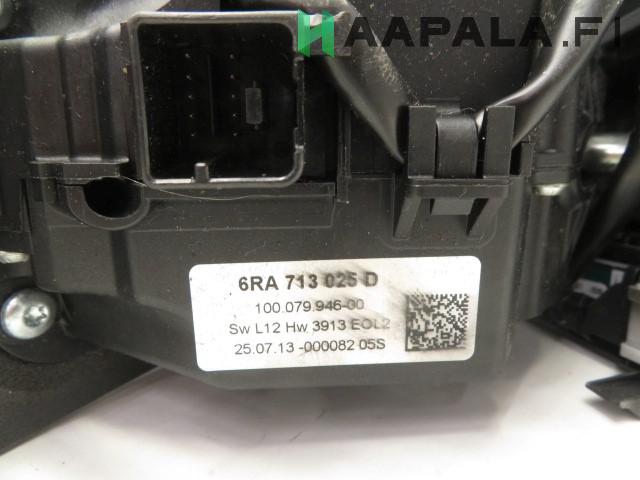 HAAPALA.FI
6RA 713 025 D
100.079.946-00
Sw L12 Hw 3913 EOL2
25.07.13 -000082 05S